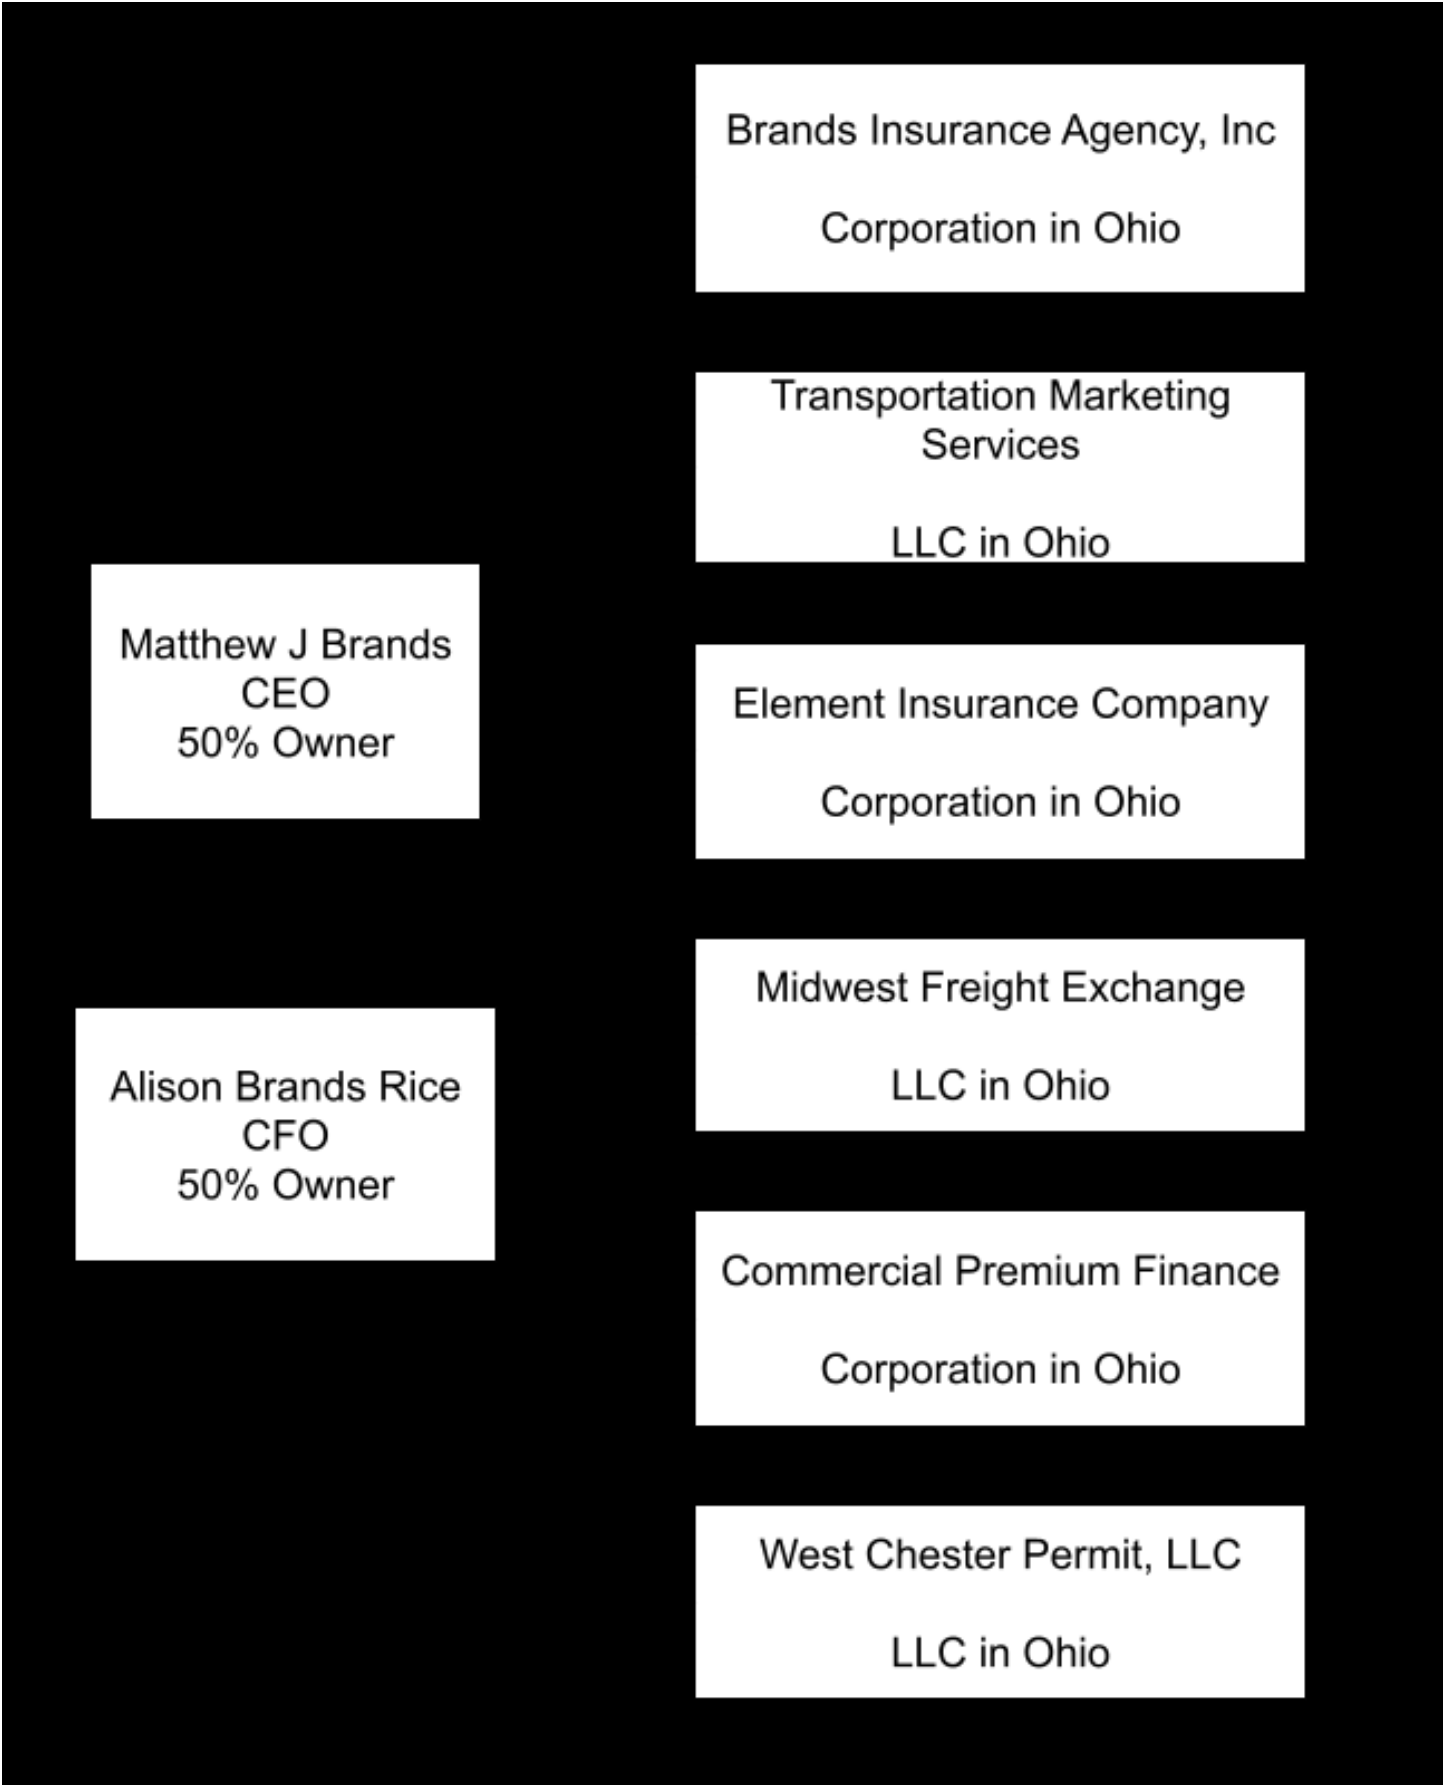 Matthew J Brands
CEO
50% Owner
Alison Brands Rice
CFO
50% Owner
Brands Insurance Agency, Inc
Corporation in Ohio
Transportation Marketing
Services
LLC in Ohio
Element Insurance Company
Corporation in Ohio
Midwest Freight Exchange
LLC in Ohio
Commercial Premium Finance
Corporation in Ohio
West Chester Permit, LLC
LLC in Ohio